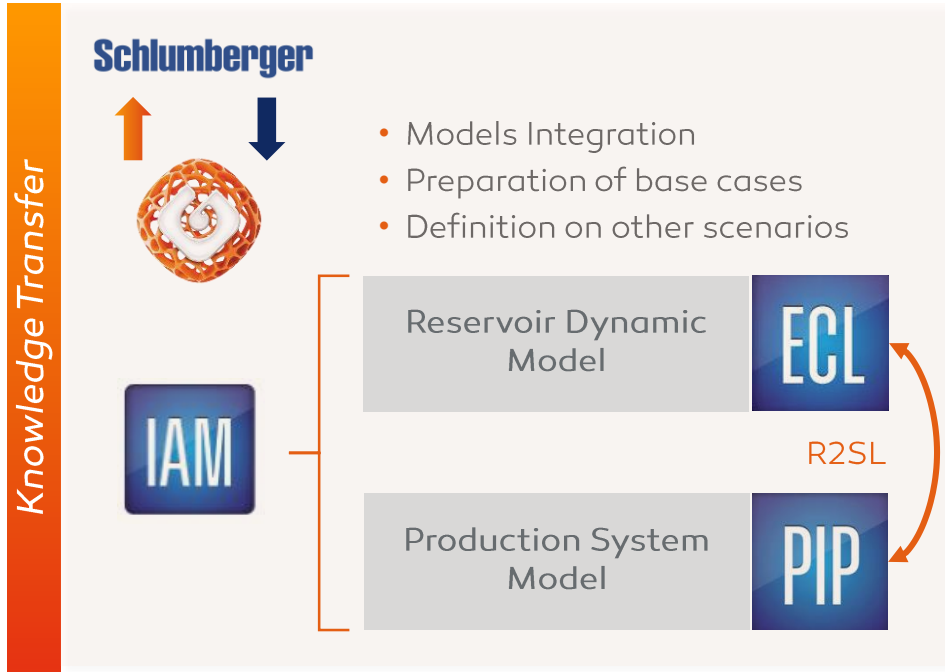 Knowledge Transfer
Schlumberger
• Models Integration
• Preparation of base cases
• Definition on other scenarios
Reservoir Dynamic
Model
ECL
IAM
R2SL
Production System
Model
PIP